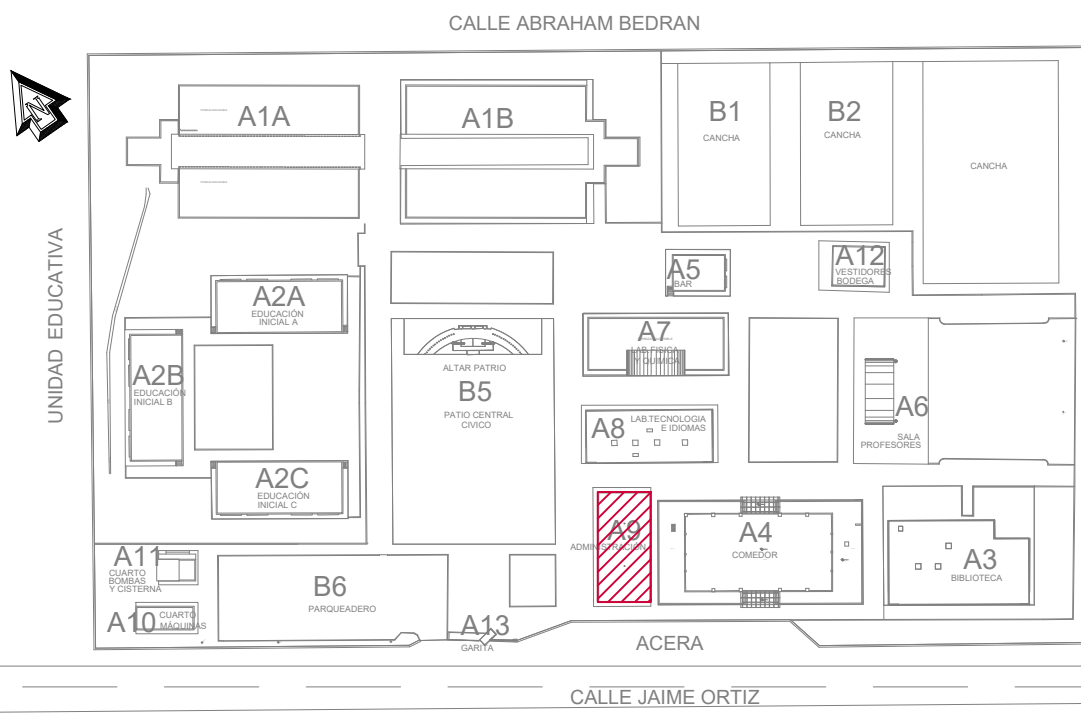 CALLE ABRAHAM BEDRAN
N
A1A
A1B
B1
CANCHA
B2
CANCHA
CANCHA
UNIDAD EDUCATIVA
A5
BAR
A12
VESTIDORES
BODEGA
A2A
EDUCACIÓN
INICIAL A
A7
LAB.FISICA
Y QUIMICA
ALTAR PATRIO
B5
PATIO CENTRAL
CIVICO
A2B
EDUCACIÓN
INICIAL B
A8
LAB.TECNOLOGIA
E IDIOMAS
A6
SALA
PROFESORES
A2C
EDUCACIÓN
INICIAL C
A9
ADMINISTRACIÓN
A4
COMEDOR
A3
BIBLIOTECA
A11
CUARTO
BOMBAS
Y CISTERNA
B6
PARQUEADERO
A10
CUARTO
MÁQUINAS
A13
GARITA
ACERA
CALLE JAIME ORTIZ